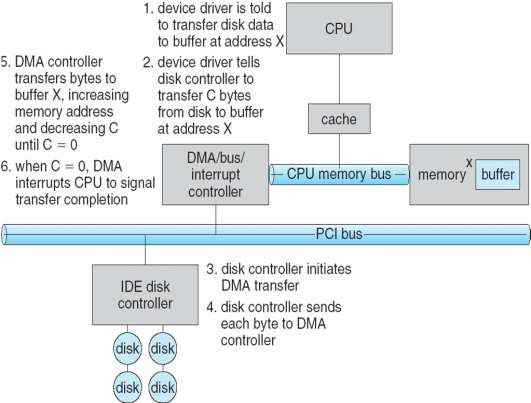 1. device driver is told
to transfer disk data
to buffer at address X
2. device driver tells
disk controller to
transfer C bytes
from disk to buffer
at address X
5. DMA controller
transfers bytes to
buffer X, increasing
memory address
and decreasing C
until C = 0
6. when C = 0, DMA
interrupts CPU to signal
transfer completion
CPU
cache
DMA/bus/
interrupt
controller
CPU memory bus
memory
x
buffer
PCI bus
IDE disk
controller
3. disk controller initiates
DMA transfer
4. disk controller sends
each byte to DMA
controller
disk
disk
disk
disk